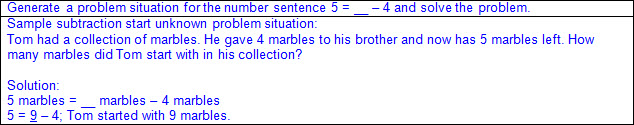 Generate a problem situation for the number sentence 5 = __ – 4 and solve the problem.
Sample subtraction start unknown problem situation:
Tom had a collection of marbles. He gave 4 marbles to his brother and now has 5 marbles left. How
many marbles did Tom start with in his collection?
Solution:
5 marbles = __ marbles – 4 marbles
5 = 9 – 4; Tom started with 9 marbles.